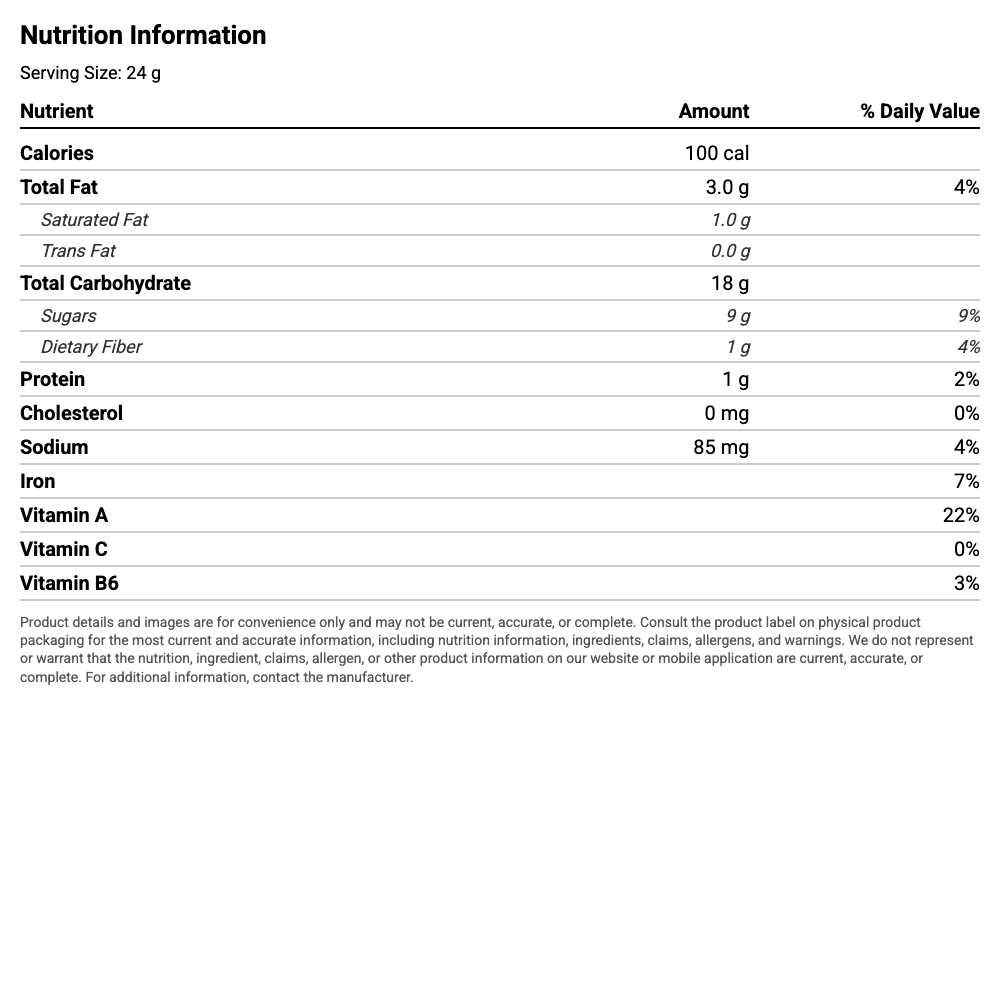 Nutrition Information
Serving Size: 24 g
Nutrient Amount % Daily Value
Calories 100 cal
Total Fat 3.0 g 4%
Saturated Fat 1.0 g
Trans Fat 0.0 g
Total Carbohydrate 18 g
Sugars 9 g 9%
Dietary Fiber 1 g 4%
Protein 1 g 2%
Cholesterol 0 mg 0%
Sodium 85 mg 4%
Iron 7%
Vitamin A 22%
Vitamin C 0%
Vitamin B6 3%
Product details and images are for convenience only and may not be current, accurate, or complete. Consult the product label on physical product
packaging for the most current and accurate information, including nutrition information, ingredients, claims, allergens, and warnings. We do not represent
or warrant that the nutrition, ingredient, claims, allergen, or other product information on our website or mobile application are current, accurate, or
complete. For additional information, contact the manufacturer.